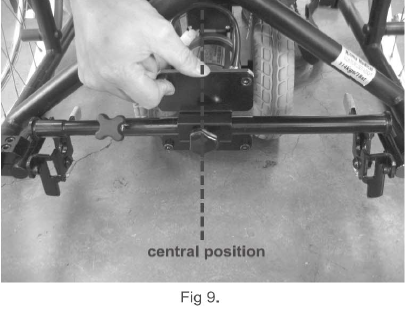 central position
Fig 9.